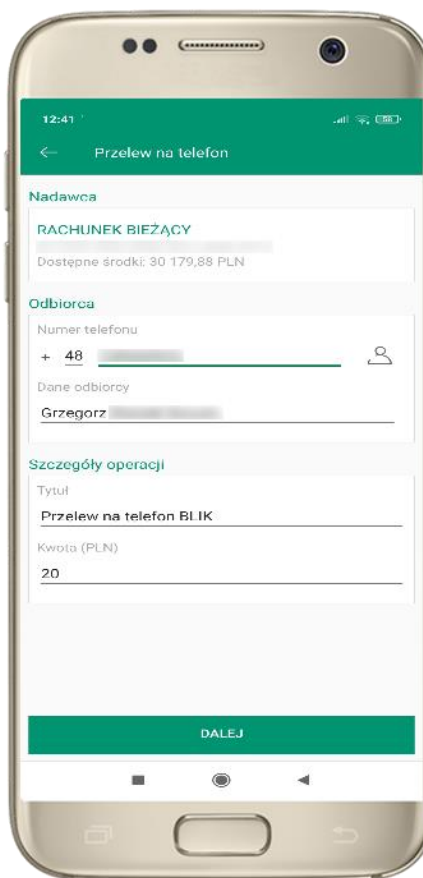 12:41
58
Przelew na telefon
Nadawca
RACHUNEK BIEŻĄCY
Dostępne środki: 30 179,88 PLN
Odbiorca
Numer telefonu
+ 48
Dane odbiorcy
Grzegorz
Szczegóły operacji
Tytuł
Przelew na telefon BLIK
Kwota (PLN)
20
DALEJ